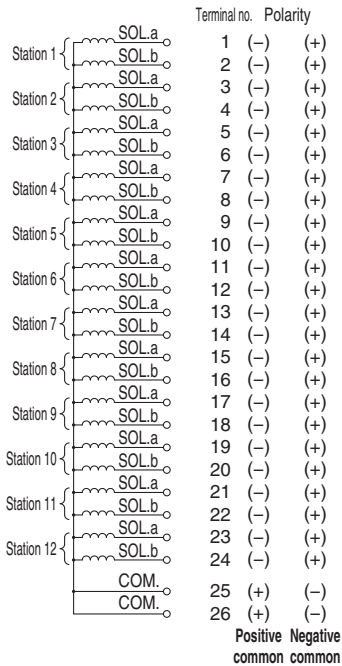 Terminal no. Polarity
Station 1 SOL.a 1 (–) (+)
SOL.b 2 (–) (+)
Station 2 SOL.a 3 (–) (+)
SOL.b 4 (–) (+)
Station 3 SOL.a 5 (–) (+)
SOL.b 6 (–) (+)
Station 4 SOL.a 7 (–) (+)
SOL.b 8 (–) (+)
Station 5 SOL.a 9 (–) (+)
SOL.b 10 (–) (+)
Station 6 SOL.a 11 (–) (+)
SOL.b 12 (–) (+)
Station 7 SOL.a 13 (–) (+)
SOL.b 14 (–) (+)
Station 8 SOL.a 15 (–) (+)
SOL.b 16 (–) (+)
Station 9 SOL.a 17 (–) (+)
SOL.b 18 (–) (+)
Station 10 SOL.a 19 (–) (+)
SOL.b 20 (–) (+)
Station 11 SOL.a 21 (–) (+)
SOL.b 22 (–) (+)
Station 12 SOL.a 23 (–) (+)
SOL.b 24 (–) (+)
COM. 25 (+) (–)
COM. 26 (+) (–)
Positive Negative
common common